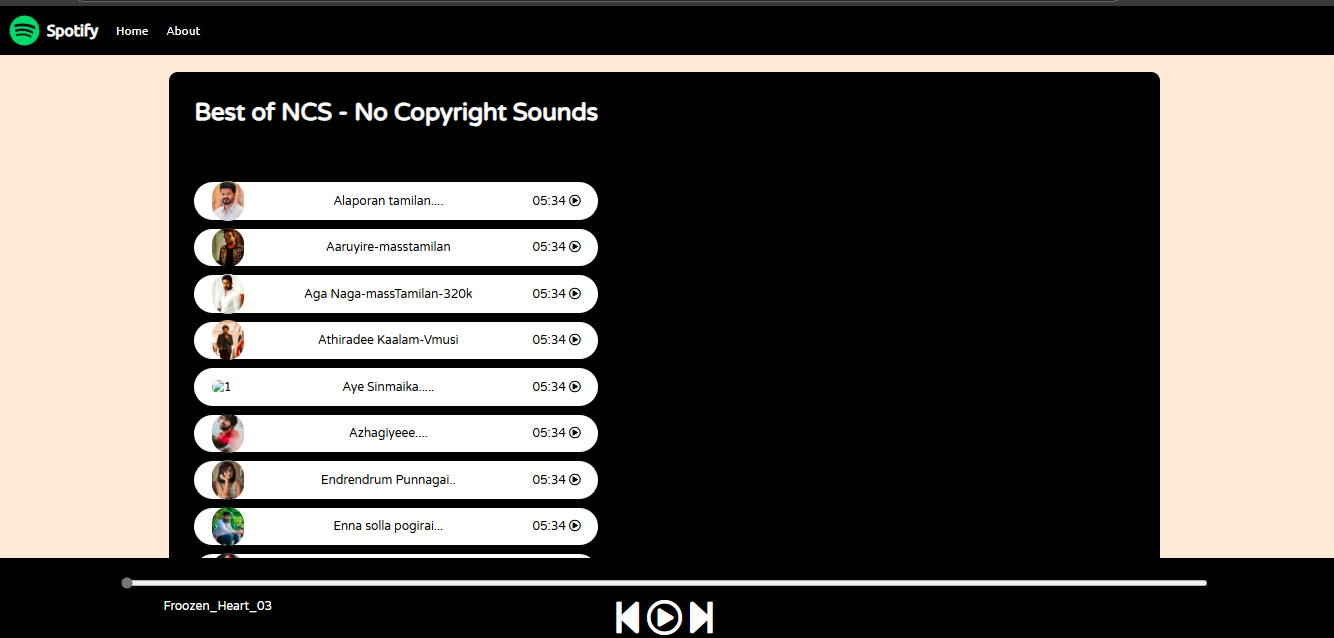 Spotify Home About
Best of NCS - No Copyright Sounds
Alaporan tamilan.... 05:34
Aaruyire-masstamilan 05:34
Aga Naga-massTamilan-320k 05:34
Athiradee Kaalam-Vmusi 05:34
1 Aye Sinmaika..... 05:34
Azhagiyeee.... 05:34
Endrendrum Punnagai.. 05:34
Enna solla pogirai... 05:34
Froozen_Heart_03